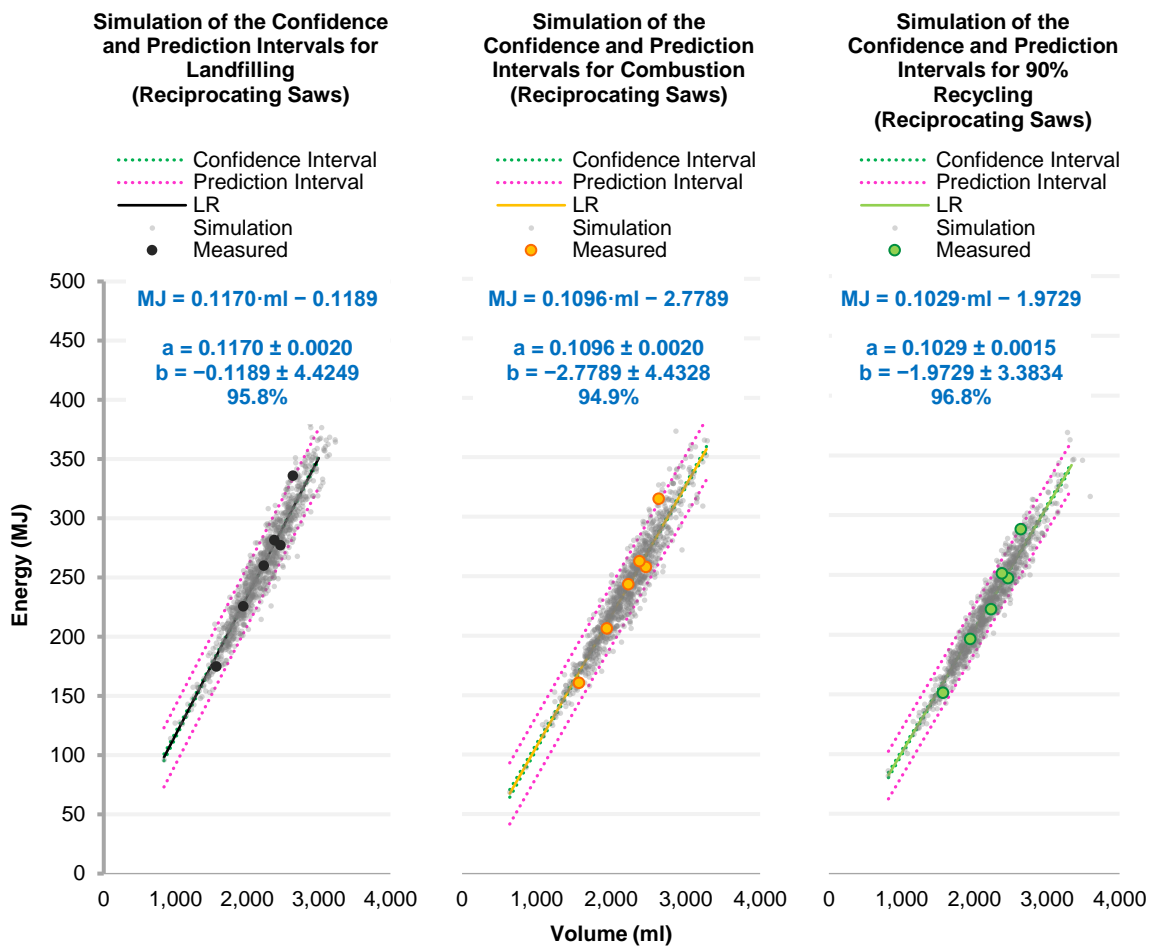 Simulation of the Confidence
and Prediction Intervals for
Landfilling
(Reciprocating Saws)
Confidence Interval
Prediction Interval
LR
Simulation
Measured
Simulation of the
Confidence and Prediction
Intervals for Combustion
(Reciprocating Saws)
Confidence Interval
Prediction Interval
LR
Simulation
Measured
Simulation of the
Confidence and Prediction
Intervals for 90%
Recycling
(Reciprocating Saws)
Confidence Interval
Prediction Interval
LR
Simulation
Measured
Energy (MJ)
500
450
400
350
300
250
200
150
100
50
0
MJ = 0.1170·ml − 0.1189
a = 0.1170 ± 0.0020
b = −0.1189 ± 4.4249
95.8%
0 1,000 2,000 3,000 4,000
MJ = 0.1096·ml − 2.7789
a = 0.1096 ± 0.0020
b = −2.7789 ± 4.4328
94.9%
0 1,000 2,000 3,000 4,000
MJ = 0.1029·ml − 1.9729
a = 0.1029 ± 0.0015
b = −1.9729 ± 3.3834
96.8%
0 1,000 2,000 3,000 4,000
Volume (ml)